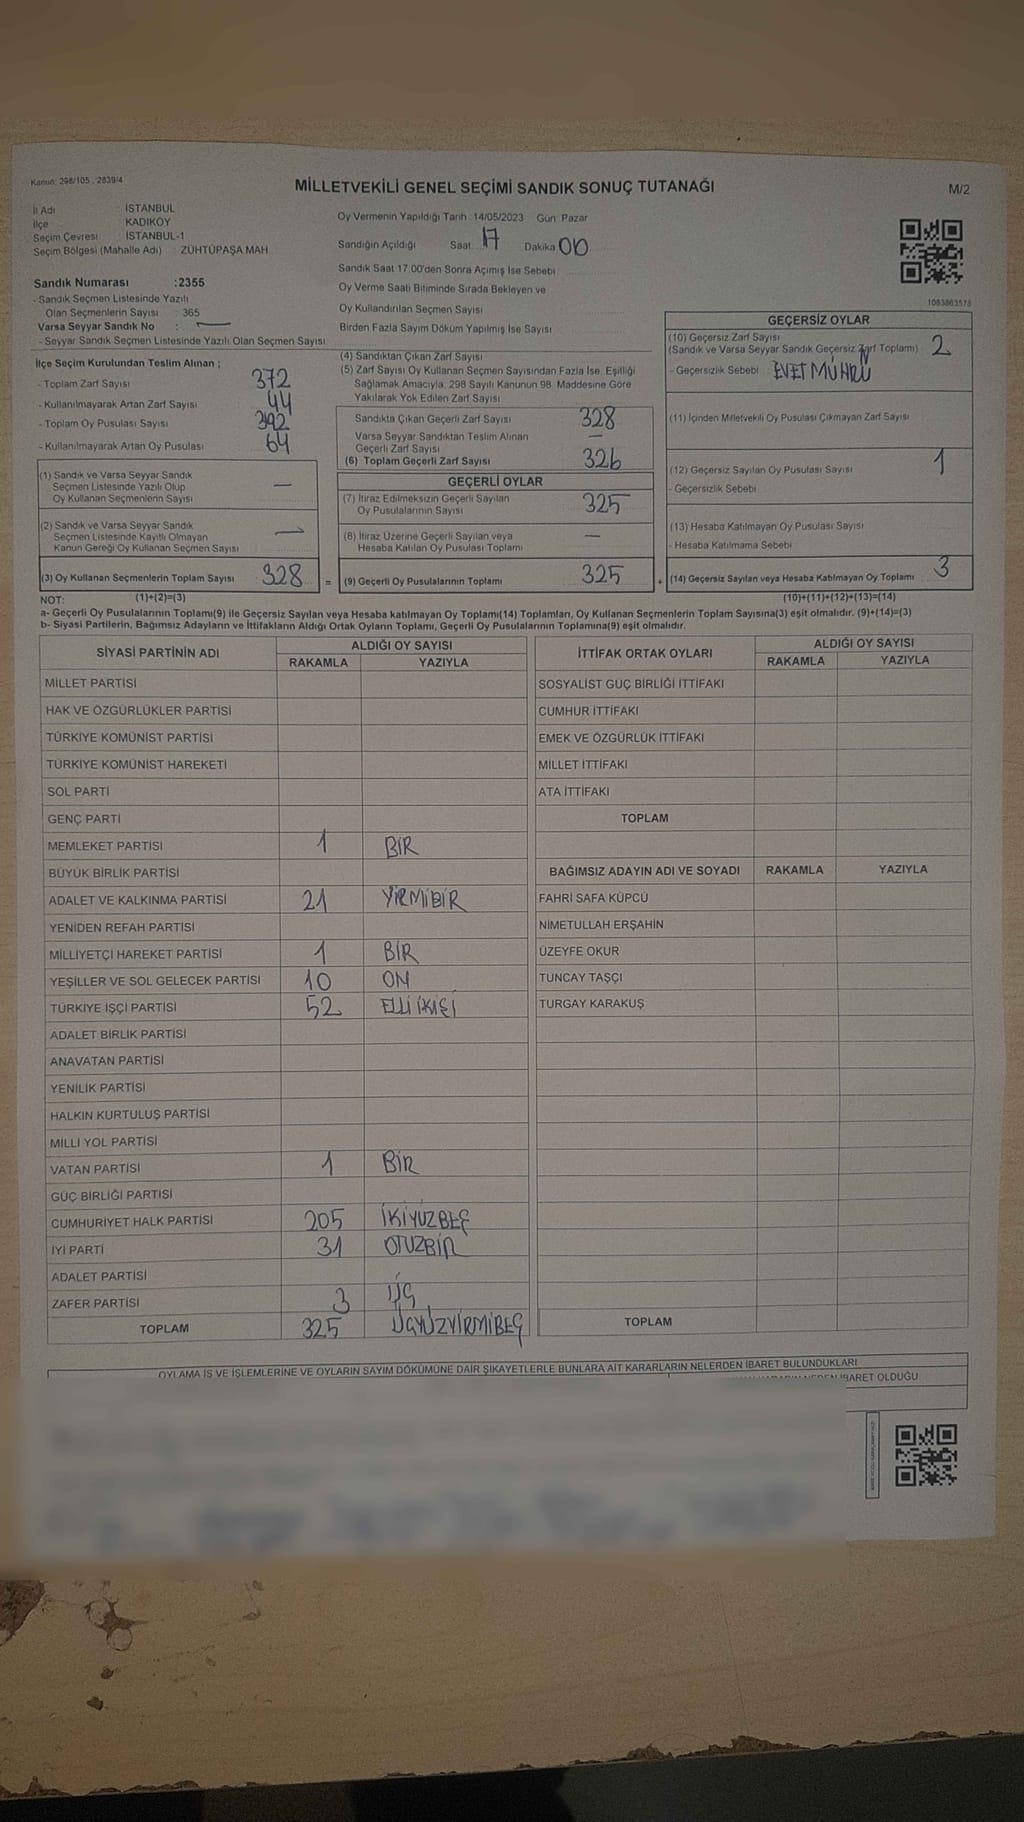 Kanun: 298/105 , 2839/4
MİLLETVEKİLİ GENEL SEÇİMİ SANDIK SONUÇ TUTANAĞI
M/2
İl Adı : İSTANBUL
İlçe : KADIKÖY
Seçim Çevresi : İSTANBUL-1
Seçim Bölgesi (Mahalle Adı) : ZÜHTÜPAŞA MAH
Sandık Numarası :2355
- Sandık Seçmen Listesinde Yazılı
Olan Seçmenlerin Sayısı : 365
Varsa Seyyar Sandık No : —
- Seyyar Sandık Seçmen Listesinde Yazılı Olan Seçmen Sayısı
Oy Vermenin Yapıldığı Tarih :14/05/2023 Gün: Pazar
Sandığın Açıldığı Saat: 17 Dakika 00
Sandık Saat 17:00'den Sonra Açımış İse Sebebi
Oy Verme Saati Bitiminde Sırada Bekleyen ve
Oy Kullandırılan Seçmen Sayısı
Birden Fazla Sayım Döküm Yapılmış İse Sayısı
1083863578
İlçe Seçim Kurulundan Teslim Alınan ;
- Toplam Zarf Sayısı 372
- Kullanılmayarak Artan Zarf Sayısı 44
- Toplam Oy Pusulası Sayısı 392
- Kullanılmayarak Artan Oy Pusulası 64
(1) Sandık ve Varsa Seyyar Sandık
Seçmen Listesinde Yazılı Olup
Oy Kullanan Seçmenlerin Sayısı —
(2) Sandık ve Varsa Seyyar Sandık
Seçmen Listesinde Kayıtlı Olmayan
Kanun Gereği Oy Kullanan Seçmen Sayısı —
(3) Oy Kullanan Seçmenlerin Toplam Sayısı 328 =
(4) Sandıktan Çıkan Zarf Sayısı
(5) Zarf Sayısı Oy Kullanan Seçmen Sayısından Fazla İse, Eşitliği
Sağlamak Amacıyla, 298 Sayılı Kanunun 98. Maddesine Göre
Yakılarak Yok Edilen Zarf Sayısı
Sandıkta Çıkan Geçerli Zarf Sayısı 328
Varsa Seyyar Sandıktan Teslim Alınan
Geçerli Zarf Sayısı —
(6) Toplam Geçerli Zarf Sayısı 326
GEÇERLİ OYLAR
(7) İtiraz Edilmeksizin Geçerli Sayılan
Oy Pusulalarının Sayısı 325
(8) İtiraz Üzerine Geçerli Sayılan veya
Hesaba Katılan Oy Pusulası Toplamı —
(9) Geçerli Oy Pusulalarının Toplamı 325 +
GEÇERSİZ OYLAR
(10) Geçersiz Zarf Sayısı
(Sandık ve Varsa Seyyar Sandık Geçersiz Zarf Toplamı) 2
- Geçersizlik Sebebi : EVET MÜHRÜ
(11) İçinden Milletvekili Oy Pusulası Çıkmayan Zarf Sayısı
(12) Geçersiz Sayılan Oy Pusulası Sayısı 1
- Geçersizlik Sebebi
(13) Hesaba Katılmayan Oy Pusulası Sayısı
- Hesaba Katılmama Sebebi
(14) Geçersiz Sayılan veya Hesaba Katılmayan Oy Toplamı 3
NOT: (1)+(2)=(3) (10)+(11)+(12)+(13)=(14)
a- Geçerli Oy Pusulalarının Toplamı(9) ile Geçersiz Sayılan veya Hesaba katılmayan Oy Toplamı(14) Toplamları, Oy Kullanan Seçmenlerin Toplam Sayısına(3) eşit olmalıdır. (9)+(14)=(3)
b- Siyasi Partilerin, Bağımsız Adayların ve İttifakların Aldığı Ortak Oyların Toplamı, Geçerli Oy Pusulalarının Toplamına(9) eşit olmalıdır.
SİYASİ PARTİNİN ADI ALDIĞI OY SAYISI
RAKAMLA YAZIYLA
MİLLET PARTİSİ
HAK VE ÖZGÜRLÜKLER PARTİSİ
TÜRKİYE KOMÜNİST PARTİSİ
TÜRKİYE KOMÜNİST HAREKETİ
SOL PARTİ
GENÇ PARTİ
MEMLEKET PARTİSİ 1 BİR
BÜYÜK BİRLİK PARTİSİ
ADALET VE KALKINMA PARTİSİ 21 YİRMİBİR
YENİDEN REFAH PARTİSİ
MİLLİYETÇİ HAREKET PARTİSİ 1 BİR
YEŞİLLER VE SOL GELECEK PARTİSİ 10 ON
TÜRKİYE İŞÇİ PARTİSİ 52 ELLİ İKİ
ADALET BİRLİK PARTİSİ
ANAVATAN PARTİSİ
YENİLİK PARTİSİ
HALKIN KURTULUŞ PARTİSİ
MİLLİ YOL PARTİSİ
VATAN PARTİSİ 1 BİR
GÜÇ BİRLİĞİ PARTİSİ
CUMHURİYET HALK PARTİSİ 205 İKİYÜZBEŞ
İYİ PARTİ 31 OTUZBİR
ADALET PARTİSİ
ZAFER PARTİSİ 3 ÜÇ
TOPLAM 325 ÜÇYÜZYİRMİBEŞ
İTTİFAK ORTAK OYLARI ALDIĞI OY SAYISI
RAKAMLA YAZIYLA
SOSYALİST GÜÇ BİRLİĞİ İTTİFAKI
CUMHUR İTTİFAKI
EMEK VE ÖZGÜRLÜK İTTİFAKI
MİLLET İTTİFAKI
ATA İTTİFAKI
TOPLAM
BAĞIMSIZ ADAYIN ADI VE SOYADI RAKAMLA YAZIYLA
FAHRİ SAFA KÜPCÜ
NİMETULLAH ERŞAHİN
ÜZEYFE OKUR
TUNCAY TAŞÇI
TURGAY KARAKUŞ
TOPLAM
OYLAMA İŞ VE İŞLEMLERİNE VE OYLARIN SAYIM DÖKÜMÜNE DAİR ŞİKAYETLERLE BUNLARA AİT KARARLARIN NELERDEN İBARET BULUNDUKLARI
İBARET OLDUĞU